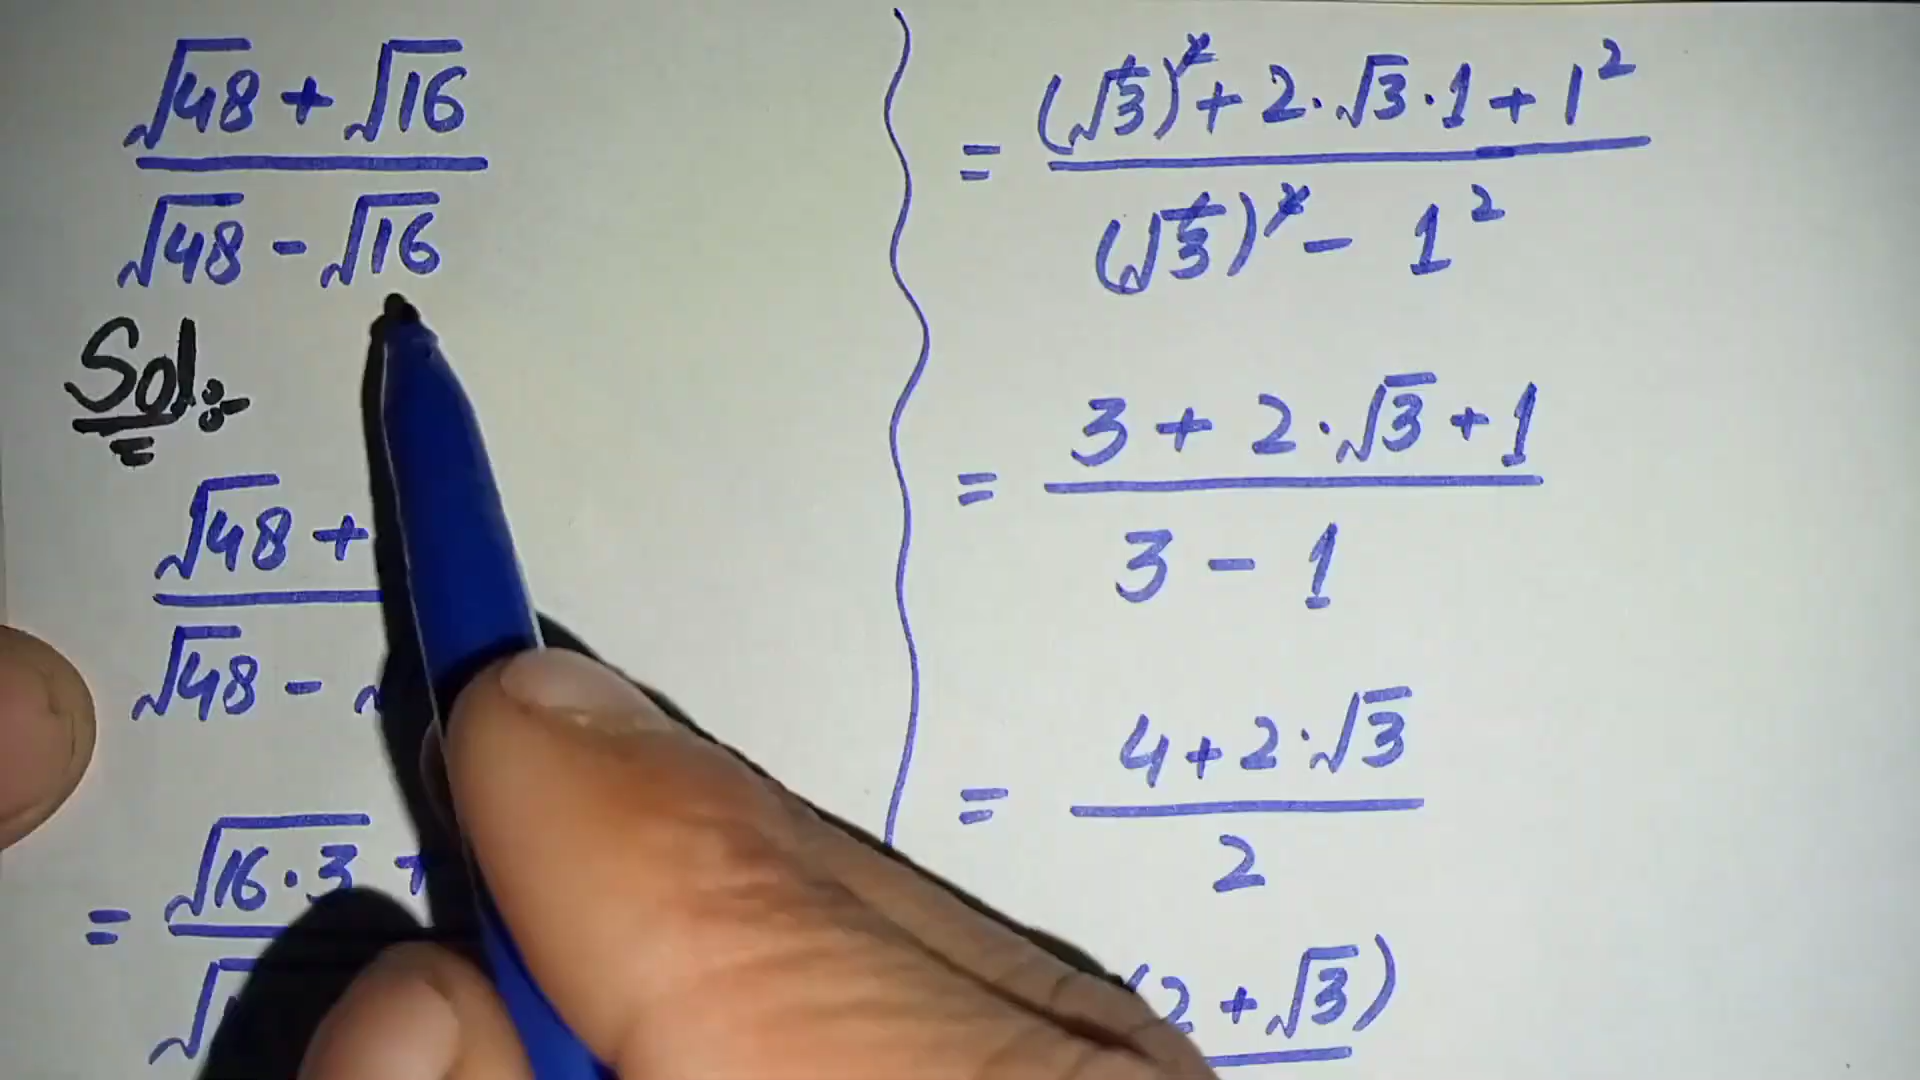 √48 + √16
√48 - √16
Sol:-
√48 +
√48 -
= √16·3 +
= (√3)² + 2·√3·1 + 1²
(√3)² - 1²
= 3 + 2·√3 + 1
3 - 1
= 4 + 2·√3
2
(2 + √3)